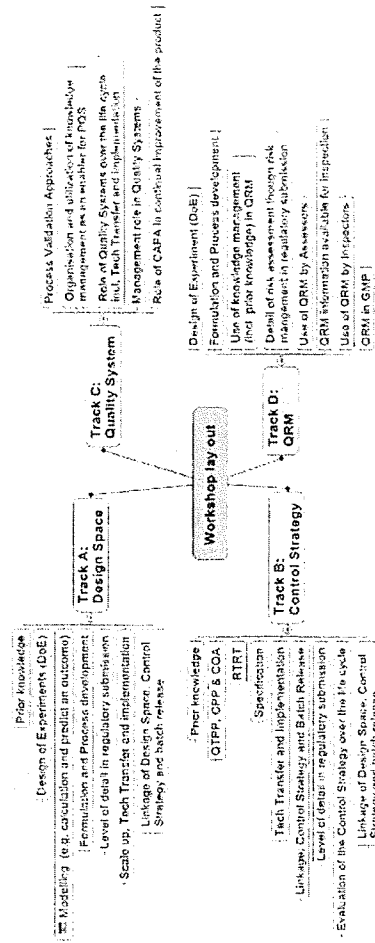 Workshop lay out
Track A:
Design Space
Prior knowledge
Design of Experiments (DoE)
Modelling (e.g. calculation and predict an outcome)
Formulation and Process development
Level of detail in regulatory submission
Scale up, Tech Transfer and implementation
Linkage of Design Space, Control
Strategy and batch release
Track B:
Control Strategy
Prior knowledge
QTPP, CPP & CQA
RTRT
Specification
Tech Transfer and Implementation
Linkage, Control Strategy and Batch Release
Level of detail in regulatory submission
Evaluation of the Control Strategy over the life cycle
Linkage of Design Space, Control
Strategy and batch release
Track C:
Quality System
Process Validation Approaches
Organisation and utilization of knowledge
management as an enabler for PQS
Role of Quality Systems over the life cycle
incl. Tech Transfer and implementation
Management role in Quality Systems
Role of CAPA in continual improvement of the product
Track D:
QRM
Design of Experiment (DoE)
Formulation and Process development
Use of knowledge management
(incl. prior knowledge) in QRM
Detail of risk assessment though risk
mangement in regulatory submission
Use of QRM by Assessors
QRM information available for inspection
Use of QRM by Inspectors
QRM in GMP